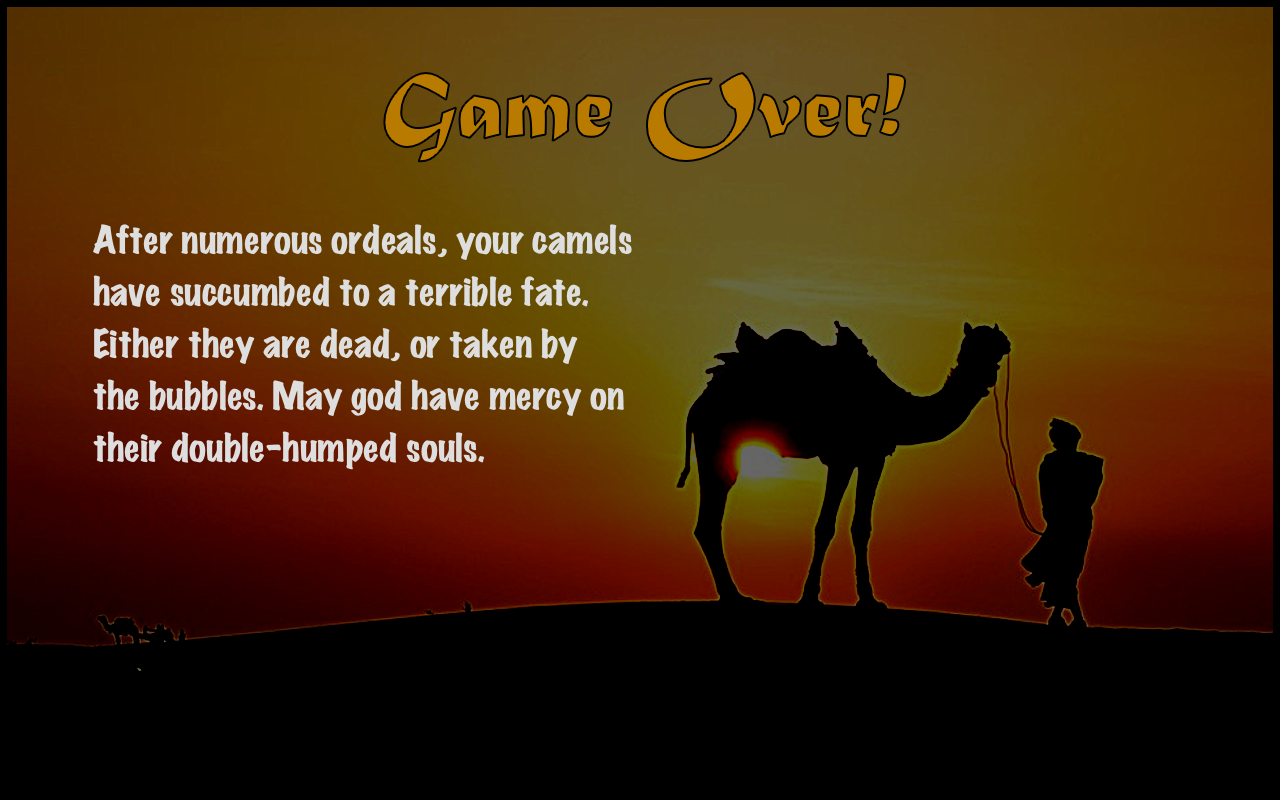 Game Over!
After numerous ordeals, your camels
have succumbed to a terrible fate.
Either they are dead, or taken by
the bubbles. May god have mercy on
their double-humped souls.